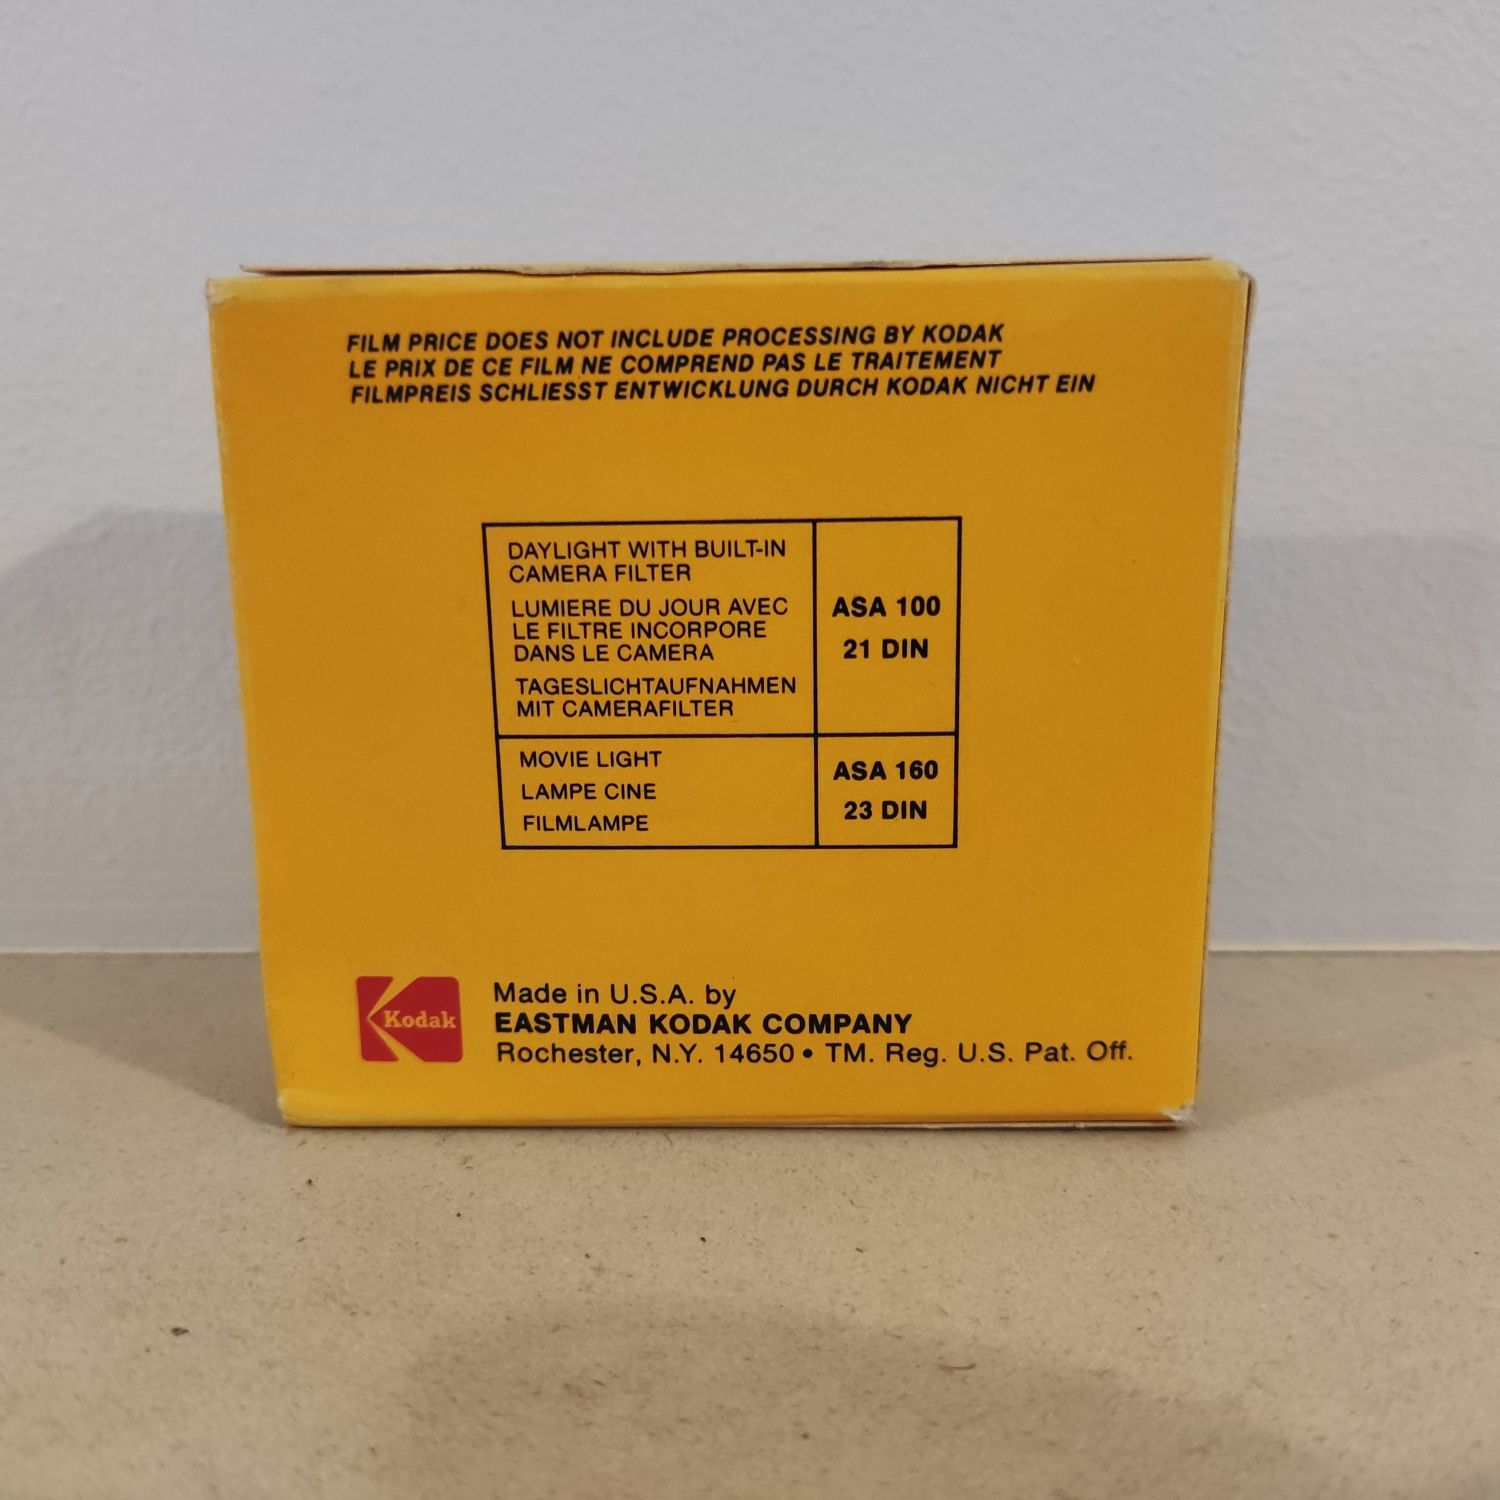 FILM PRICE DOES NOT INCLUDE PROCESSING BY KODAK
LE PRIX DE CE FILM NE COMPREND PAS LE TRAITEMENT
FILMPREIS SCHLIESST ENTWICKLUNG DURCH KODAK NICHT EIN
DAYLIGHT WITH BUILT-IN
CAMERA FILTER
LUMIERE DU JOUR AVEC
LE FILTRE INCORPORE
DANS LE CAMERA
TAGESLICHTAUFNAHMEN
MIT CAMERAFILTER
ASA 100
21 DIN
MOVIE LIGHT
LAMPE CINE
FILMLAMPE
ASA 160
23 DIN
Kodak
Made in U.S.A. by
EASTMAN KODAK COMPANY
Rochester, N.Y. 14650 • TM. Reg. U.S. Pat. Off.